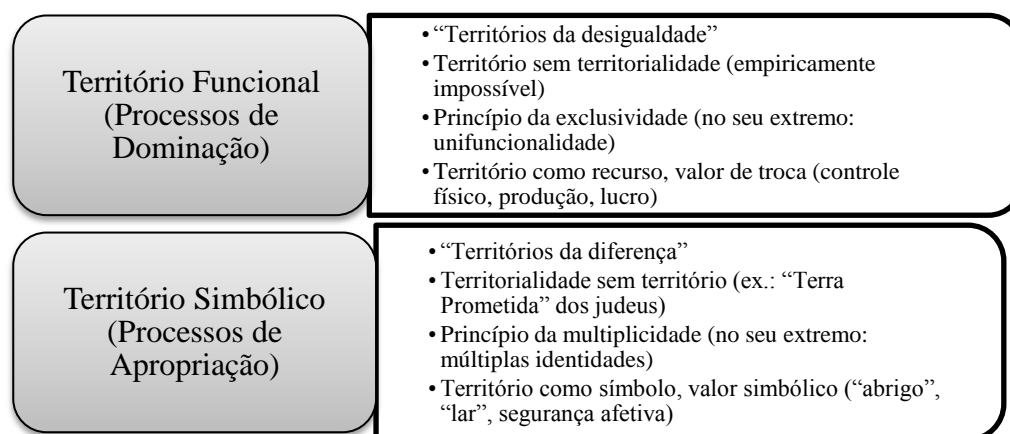 Território Funcional
(Processos de
Dominação)
• “Territórios da desigualdade”
• Território sem territorialidade (empiricamente
impossível)
• Princípio da exclusividade (no seu extremo:
unifuncionalidade)
• Território como recurso, valor de troca (controle
físico, produção, lucro)
Território Simbólico
(Processos de
Apropriação)
• “Territórios da diferença”
• Territorialidade sem território (ex.: “Terra
Prometida” dos judeus)
• Princípio da multiplicidade (no seu extremo:
múltiplas identidades)
• Território como símbolo, valor simbólico (“abrigo”,
“lar”, segurança afetiva)